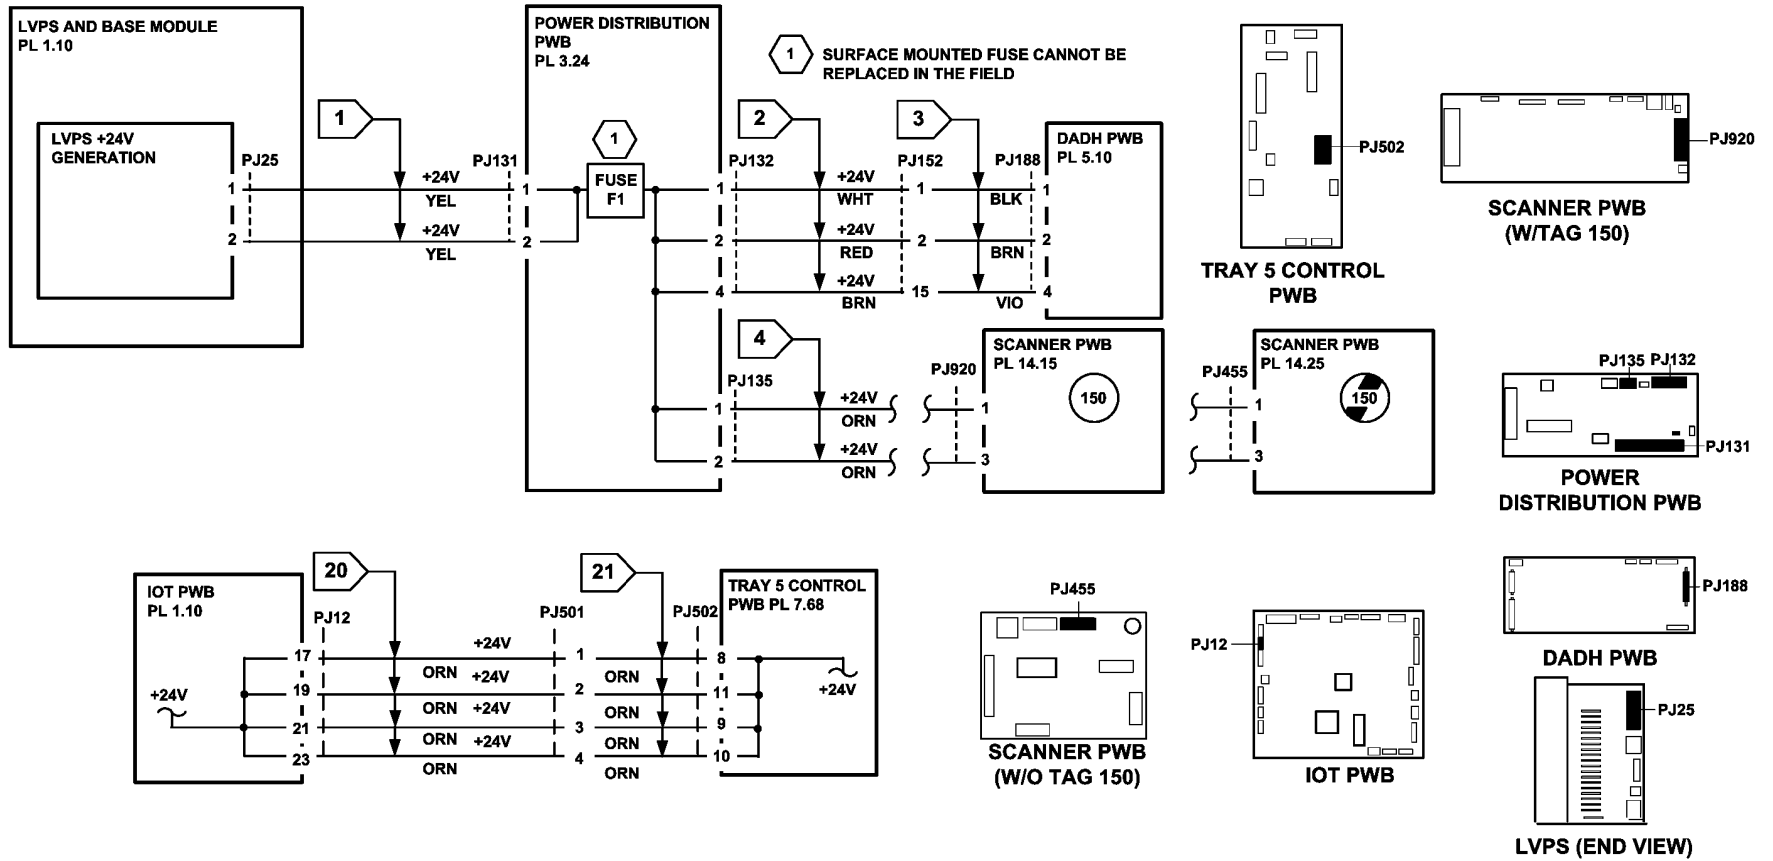 LVPS AND BASE MODULE
PL 1.10
LVPS +24V
GENERATION
PJ25
1
2
1
+24V
YEL
+24V
YEL
PJ131
1
2
POWER DISTRIBUTION
PWB
PL 3.24
1
FUSE
F1
1
SURFACE MOUNTED FUSE CANNOT BE
REPLACED IN THE FIELD
1
2
4
PJ132
2
+24V
WHT
+24V
RED
+24V
BRN
PJ152
1
2
15
3
BLK
BRN
VIO
PJ188
1
2
4
DADH PWB
PL 5.10
PJ135
1
2
4
+24V
ORN
+24V
ORN
PJ920
1
3
SCANNER PWB
PL 14.15
150
PJ455
1
3
SCANNER PWB
PL 14.25
150
PJ502
TRAY 5 CONTROL
PWB
PJ920
SCANNER PWB
(W/TAG 150)
PJ135 PJ132
PJ131
POWER
DISTRIBUTION PWB
IOT PWB
PL 1.10
+24V
17
19
21
23
PJ12
20
+24V
ORN +24V
ORN +24V
ORN +24V
ORN
PJ501
1
2
3
4
21
ORN
ORN
ORN
ORN
PJ502
8
11
9
10
TRAY 5 CONTROL
PWB PL 7.68
+24V
PJ455
SCANNER PWB
(W/O TAG 150)
PJ12
IOT PWB
PJ188
DADH PWB
PJ25
LVPS (END VIEW)